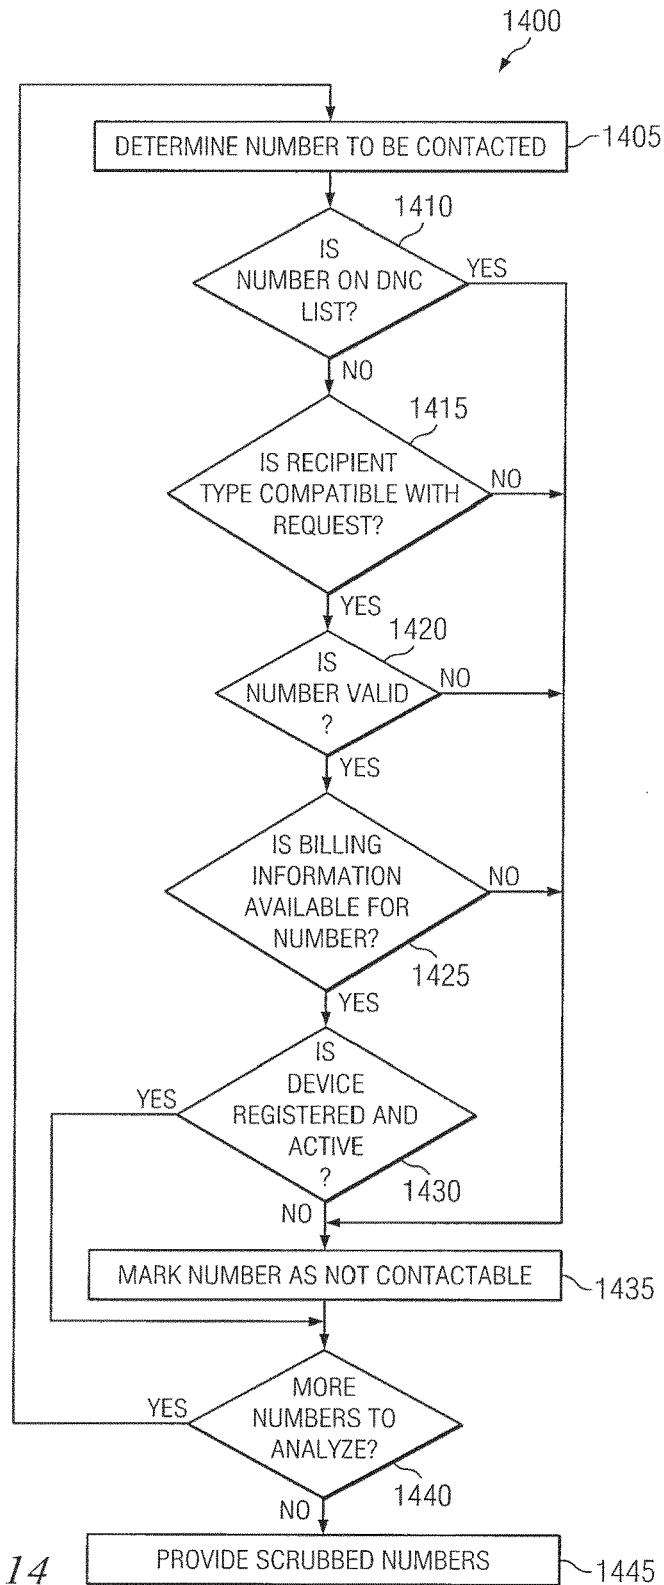 1400
DETERMINE NUMBER TO BE CONTACTED
1405
1410
IS
NUMBER ON DNC
LIST?
YES
NO
1415
IS RECIPIENT
TYPE COMPATIBLE WITH
REQUEST?
NO
YES
1420
IS
NUMBER VALID
?
NO
YES
IS BILLING
INFORMATION
AVAILABLE FOR
NUMBER?
NO
1425
YES
IS
DEVICE
REGISTERED AND
ACTIVE
?
YES
1430
NO
MARK NUMBER AS NOT CONTACTABLE
1435
MORE
NUMBERS TO
ANALYZE?
YES
1440
NO
14
PROVIDE SCRUBBED NUMBERS
1445